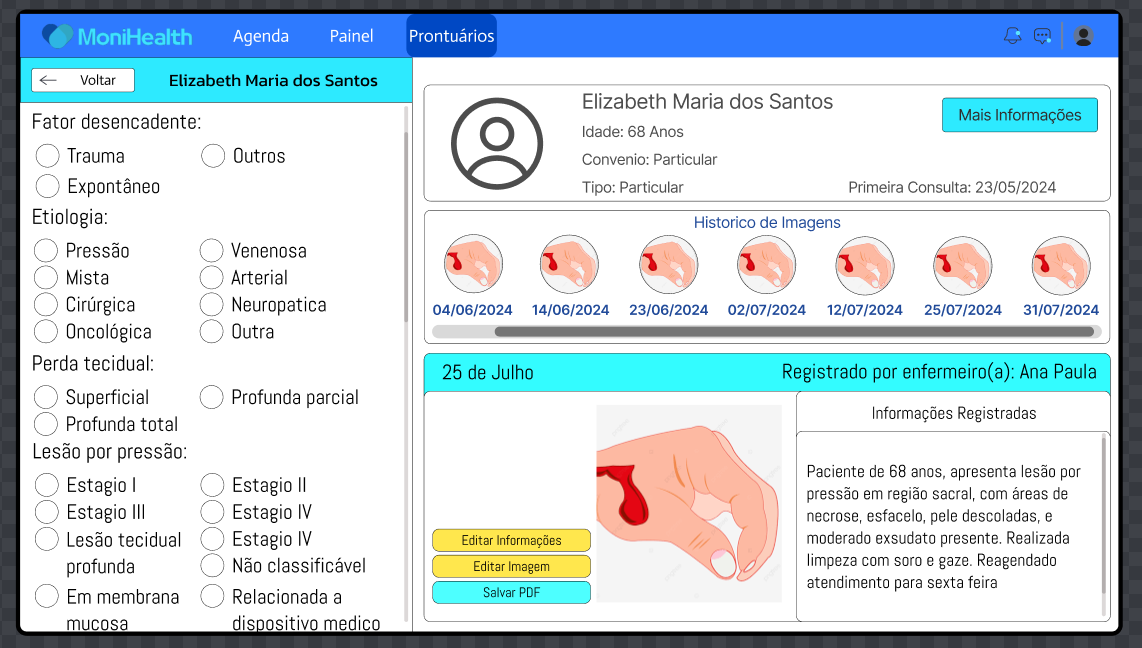 MoniHealth
Agenda
Painel
Prontuários
Voltar
Elizabeth Maria dos Santos
Fator desencadente:
Trauma
Outros
Expontâneo
Etiologia:
Pressão
Venenosa
Mista
Arterial
Cirúrgica
Neuropatica
Oncológica
Outra
Perda tecidual:
Superficial
Profunda parcial
Profunda total
Lesão por pressão:
Estagio I
Estagio II
Estagio III
Estagio IV
Lesão tecidual
profunda
Estagio IV
Não classificável
Em membrana
mucosa
Relacionada a
dispositivo medico
Elizabeth Maria dos Santos
Idade: 68 Anos
Convenio: Particular
Tipo: Particular
Mais Informações
Primeira Consulta: 23/05/2024
Historico de Imagens
04/06/2024
14/06/2024
23/06/2024
02/07/2024
12/07/2024
25/07/2024
31/07/2024
25 de Julho
Registrado por enfermeiro(a): Ana Paula
Editar Informações
Editar Imagem
Salvar PDF
Informações Registradas
Paciente de 68 anos, apresenta lesão por
pressão em região sacral, com áreas de
necrose, esfacelo, pele descoladas, e
moderado exsudato presente. Realizada
limpeza com soro e gaze. Reagendado
atendimento para sexta feira